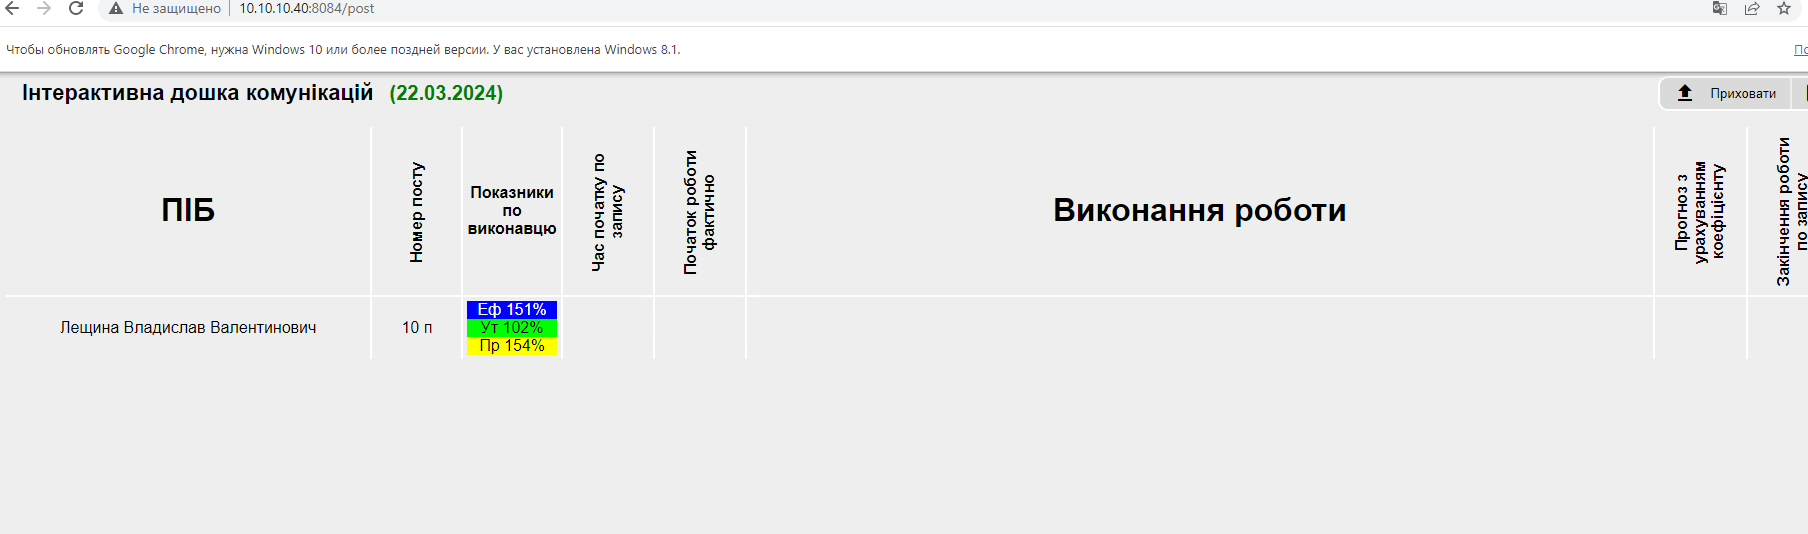 Не защищено
10.10.10.40:8084/post
Чтобы обновлять Google Chrome, нужна Windows 10 или более поздней версии. У вас установлена Windows 8.1.
Інтерактивна дошка комунікацій (22.03.2024)
Приховати
ПІБ
Номер посту
Показники
по
виконавцю
Час початку по
запису
Початок роботи
фактично
Виконання роботи
Прогноз з
урахуванням
коефіцієнту
Закінчення роботи
по запису
Лещина Владислав Валентинович
10 п
Еф 151%
Ут 102%
Пр 154%